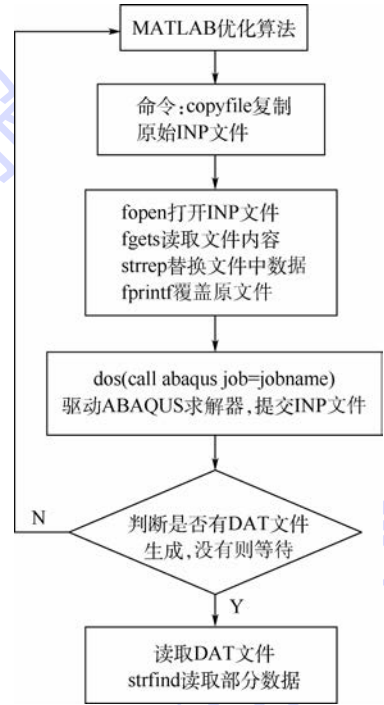 MATLAB优化算法
命令:copyfile复制
原始INP文件
fopen打开INP文件
fgets读取文件内容
strrep替换文件中数据
fprintf覆盖原文件
dos(call abaqus job=jobname)
驱动ABAQUS求解器,提交INP文件
判断是否有DAT文件
生成,没有则等待
N
Y
读取DAT文件
strfind读取部分数据